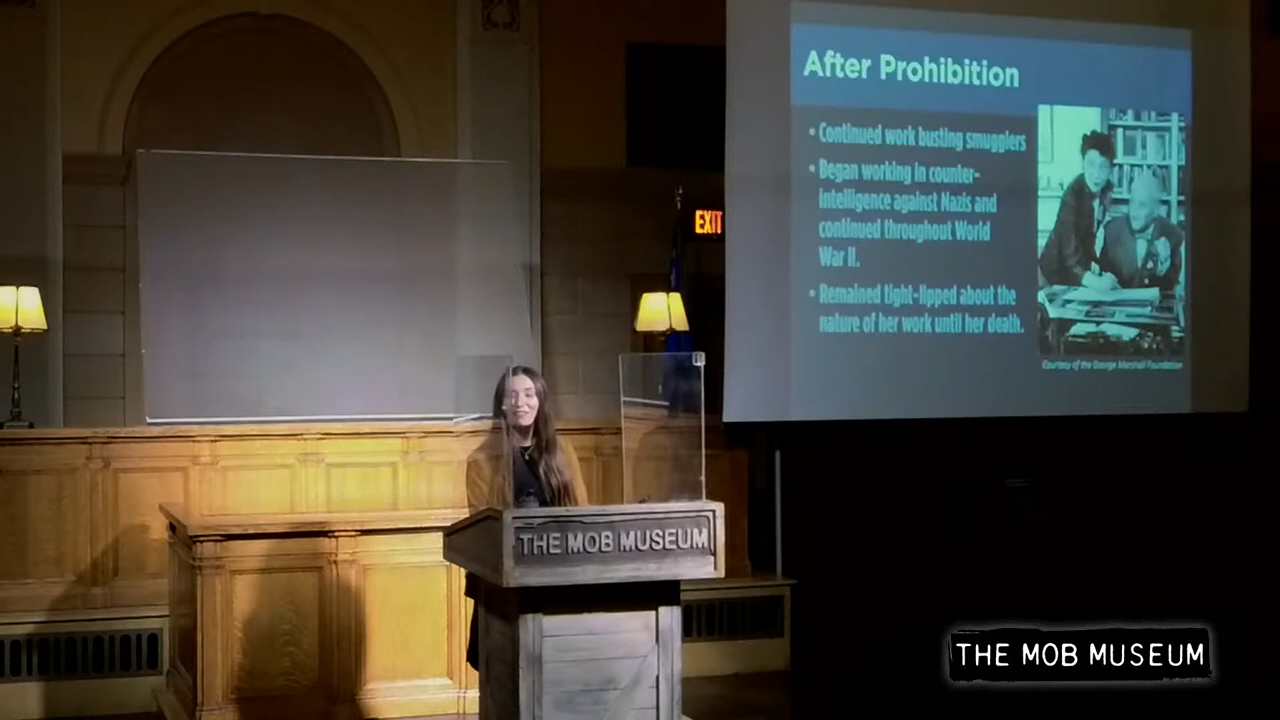 After Prohibition
• Continued work busting smugglers
• Began working in counter-
intelligence against Nazis and
continued throughout World
War II.
• Remained tight-lipped about the
nature of her work until her death.
Courtesy of the George Marshall Foundation
EXIT
THE MOB MUSEUM
THE MOB MUSEUM